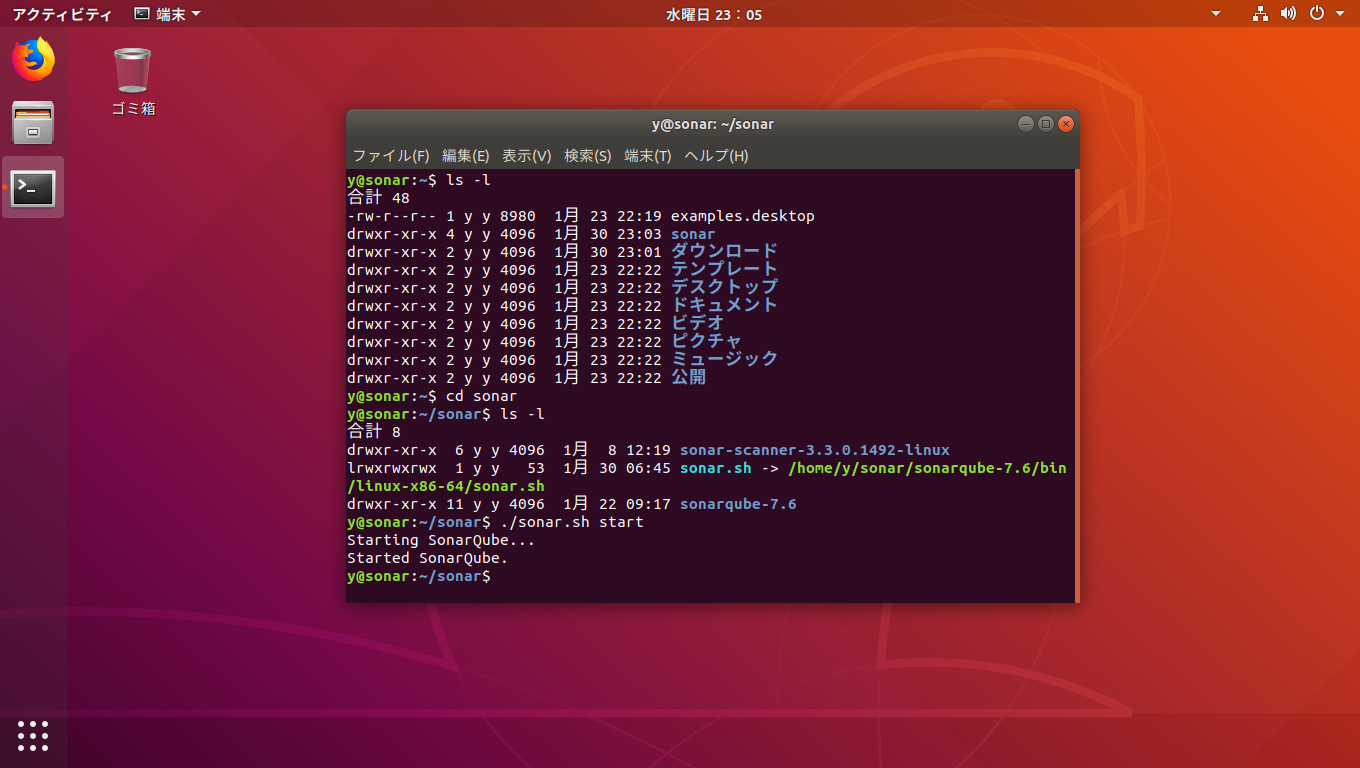 アクティビティ 端末 水曜日 23：05
ゴミ箱
y@sonar: ~/sonar
ファイル(F) 編集(E) 表示(V) 検索(S) 端末(T) ヘルプ(H)
y@sonar:~$ ls -l
合計 48
-rw-r--r-- 1 y y 8980  1月 23 22:19 examples.desktop
drwxr-xr-x 4 y y 4096  1月 30 23:03 sonar
drwxr-xr-x 2 y y 4096  1月 30 23:01 ダウンロード
drwxr-xr-x 2 y y 4096  1月 23 22:22 テンプレート
drwxr-xr-x 2 y y 4096  1月 23 22:22 デスクトップ
drwxr-xr-x 2 y y 4096  1月 23 22:22 ドキュメント
drwxr-xr-x 2 y y 4096  1月 23 22:22 ビデオ
drwxr-xr-x 2 y y 4096  1月 23 22:22 ピクチャ
drwxr-xr-x 2 y y 4096  1月 23 22:22 ミュージック
drwxr-xr-x 2 y y 4096  1月 23 22:22 公開
y@sonar:~$ cd sonar
y@sonar:~/sonar$ ls -l
合計 8
drwxr-xr-x  6 y y 4096  1月  8 12:19 sonar-scanner-3.3.0.1492-linux
lrwxrwxrwx  1 y y   53  1月 30 06:45 sonar.sh -> /home/y/sonar/sonarqube-7.6/bin
/linux-x86-64/sonar.sh
drwxr-xr-x 11 y y 4096  1月 22 09:17 sonarqube-7.6
y@sonar:~/sonar$ ./sonar.sh start
Starting SonarQube...
Started SonarQube.
y@sonar:~/sonar$